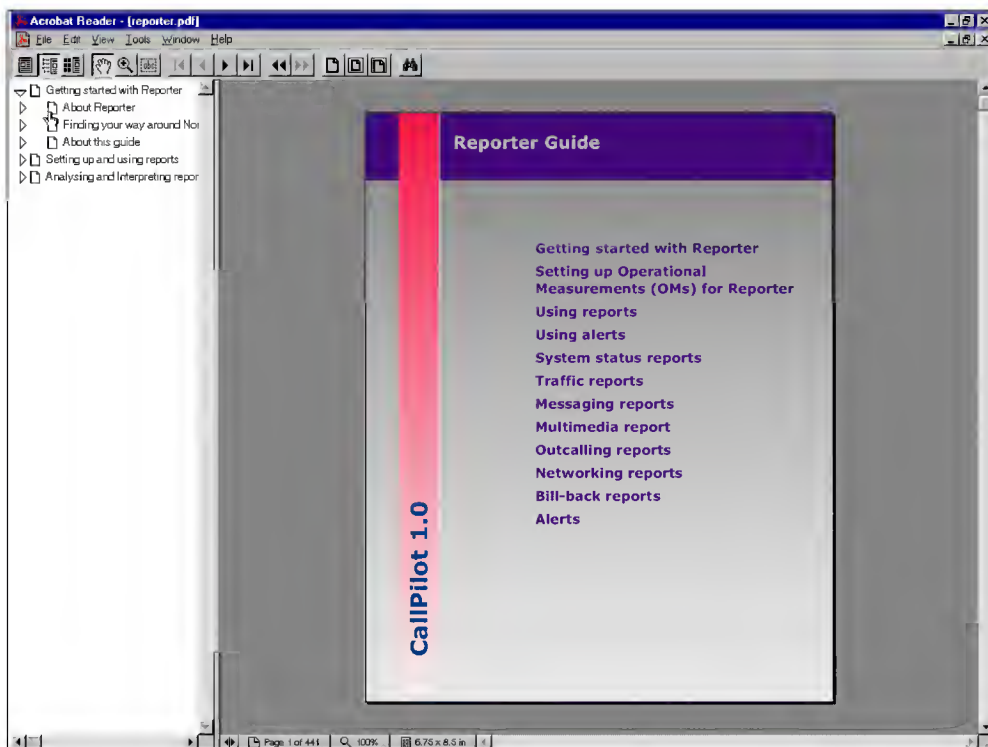 Acrobat Reader - [reporter.pdf]
File Edit View Tools Window Help
Getting started with Reporter
About Reporter
Finding your way around Nor
About this guide
Setting up and using reports
Analysing and Interpreting repor
Reporter Guide
Getting started with Reporter
Setting up Operational
Measurements (OMs) for Reporter
Using reports
Using alerts
System status reports
Traffic reports
Messaging reports
Multimedia report
Outcalling reports
Networking reports
Bill-back reports
Alerts
CallPilot 1.0
Page 1 of 441 100% 6.75 x 8.5 in